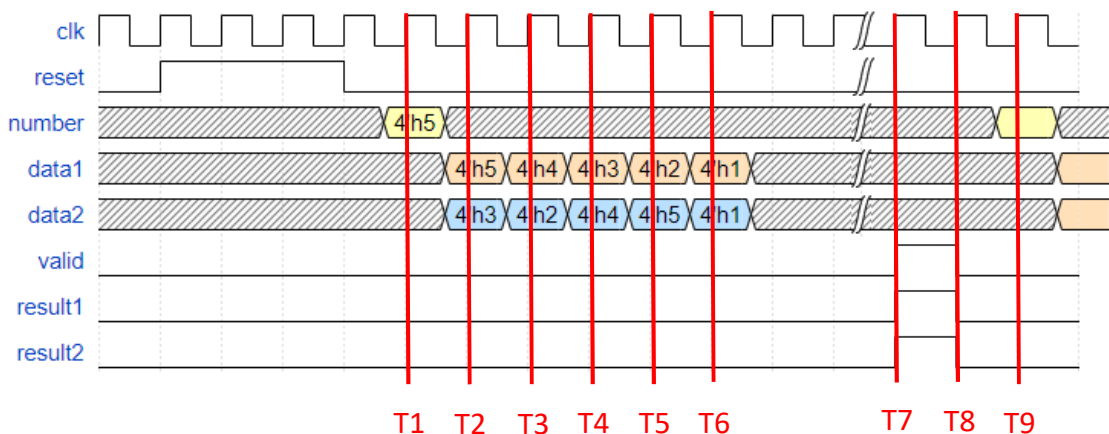 clk
reset
number 4'h5
data1 4'h5 4'h4 4'h3 4'h2 4'h1
data2 4'h3 4'h2 4'h4 4'h5 4'h1
valid
result1
result2
T1 T2 T3 T4 T5 T6 T7 T8 T9